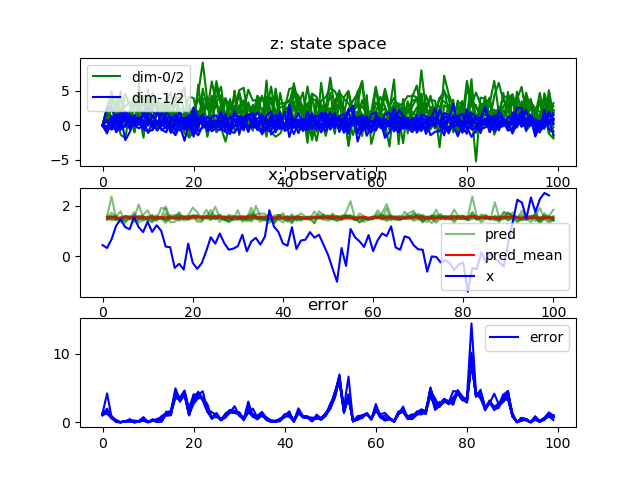 z: state space
5
0
−5
dim-0/2
dim-1/2
0
20
40
60
80
100
x: observation
2
0
pred
pred_mean
x
0
20
40
60
80
100
error
10
0
error
0
20
40
60
80
100